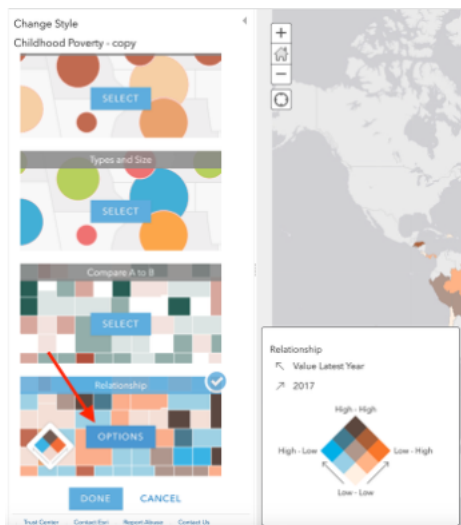 Change Style
Childhood Poverty - copy
SELECT
Types and Size
SELECT
Compare A to B
SELECT
Relationship
OPTIONS
DONE CANCEL
Trust Center Contact Esri Report Abuse Contact Us
+
−
Relationship
Value Latest Year
2017
High - High
High - Low Low - High
Low - Low